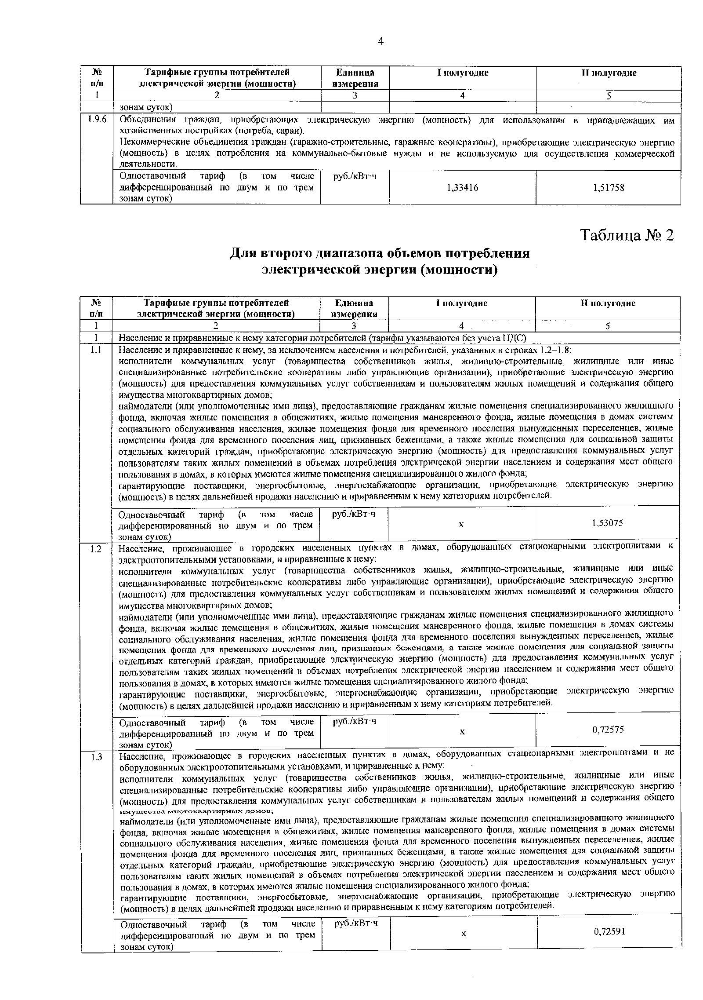 4
№ Тарифные группы потребителей Единица I полугодие II полугодие
п/п электрической энергии (мощности) измерения
1 2 3 4 5
зонам суток)
1.9.6 Объединения граждан, приобретающих электрическую энергию (мощность) для использования в принадлежащих им
хозяйственных постройках (погреба, сараи).
Некоммерческие объединения граждан (гаражно-строительные, гаражные кооперативы), приобретающие электрическую энергию
(мощность) в целях потребления на коммунально-бытовые нужды и не используемую для осуществления коммерческой
деятельности.
Одноставочный тариф (в том числе руб./кВт·ч
дифференцированный по двум и по трем 1,33416 1,51758
зонам суток)
Таблица № 2
Для второго диапазона объемов потребления
электрической энергии (мощности)
№ Тарифные группы потребителей Единица I полугодие II полугодие
п/п электрической энергии (мощности) измерения
1 2 3 4 5
1 Население и приравненные к нему категории потребителей (тарифы указываются без учета НДС)
1.1 Население и приравненные к нему, за исключением населения и потребителей, указанных в строках 1.2–1.8:
исполнители коммунальных услуг (товарищества собственников жилья, жилищно-строительные, жилищные или иные
специализированные потребительские кооперативы либо управляющие организации), приобретающие электрическую энергию
(мощность) для предоставления коммунальных услуг собственникам и пользователям жилых помещений и содержания общего
имущества многоквартирных домов;
наймодатели (или уполномоченные ими лица), предоставляющие гражданам жилые помещения специализированного жилищного
фонда, включая жилые помещения в общежитиях, жилые помещения маневренного фонда, жилые помещения в домах системы
социального обслуживания населения, жилые помещения фонда для временного поселения вынужденных переселенцев, жилые
помещения фонда для временного поселения лиц, признанных беженцами, а также жилые помещения для социальной защиты
отдельных категорий граждан, приобретающие электрическую энергию (мощность) для предоставления коммунальных услуг
пользователям таких жилых помещений в объемах потребления электрической энергии населением и содержания мест общего
пользования в домах, в которых имеются жилые помещения специализированного жилого фонда;
гарантирующие поставщики, энергосбытовые, энергоснабжающие организации, приобретающие электрическую энергию
(мощность) в целях дальнейшей продажи населению и приравненным к нему категориям потребителей.
Одноставочный тариф (в том числе руб./кВт·ч
дифференцированный по двум и по трем х 1,53075
зонам суток)
1.2 Население, проживающее в городских населенных пунктах в домах, оборудованных стационарными электроплитами и
электроотопительными установками, и приравненные к нему:
исполнители коммунальных услуг (товарищества собственников жилья, жилищно-строительные, жилищные или иные
специализированные потребительские кооперативы либо управляющие организации), приобретающие электрическую энергию
(мощность) для предоставления коммунальных услуг собственникам и пользователям жилых помещений и содержания общего
имущества многоквартирных домов;
наймодатели (или уполномоченные ими лица), предоставляющие гражданам жилые помещения специализированного жилищного
фонда, включая жилые помещения в общежитиях, жилые помещения маневренного фонда, жилые помещения в домах системы
социального обслуживания населения, жилые помещения фонда для временного поселения вынужденных переселенцев, жилые
помещения фонда для временного поселения лиц, признанных беженцами, а также жилые помещения для социальной защиты
отдельных категорий граждан, приобретающие электрическую энергию (мощность) для предоставления коммунальных услуг
пользователям таких жилых помещений в объемах потребления электрической энергии населением и содержания мест общего
пользования в домах, в которых имеются жилые помещения специализированного жилого фонда;
гарантирующие поставщики, энергосбытовые, энергоснабжающие организации, приобретающие электрическую энергию
(мощность) в целях дальнейшей продажи населению и приравненным к нему категориям потребителей.
Одноставочный тариф (в том числе руб./кВт·ч
дифференцированный по двум и по трем х 0,72575
зонам суток)
1.3 Население, проживающее в городских населенных пунктах в домах, оборудованных стационарными электроплитами и не
оборудованных электроотопительными установками, и приравненные к нему:
исполнители коммунальных услуг (товарищества собственников жилья, жилищно-строительные, жилищные или иные
специализированные потребительские кооперативы либо управляющие организации), приобретающие электрическую энергию
(мощность) для предоставления коммунальных услуг собственникам и пользователям жилых помещений и содержания общего
имущества многоквартирных домов;
наймодатели (или уполномоченные ими лица), предоставляющие гражданам жилые помещения специализированного жилищного
фонда, включая жилые помещения в общежитиях, жилые помещения маневренного фонда, жилые помещения в домах системы
социального обслуживания населения, жилые помещения фонда для временного поселения вынужденных переселенцев, жилые
помещения фонда для временного поселения лиц, признанных беженцами, а также жилые помещения для социальной защиты
отдельных категорий граждан, приобретающие электрическую энергию (мощность) для предоставления коммунальных услуг
пользователям таких жилых помещений в объемах потребления электрической энергии населением и содержания мест общего
пользования в домах, в которых имеются жилые помещения специализированного жилого фонда;
гарантирующие поставщики, энергосбытовые, энергоснабжающие организации, приобретающие электрическую энергию
(мощность) в целях дальнейшей продажи населению и приравненным к нему категориям потребителей.
Одноставочный тариф (в том числе руб./кВт·ч
дифференцированный по двум и по трем х 0,72591
зонам суток)